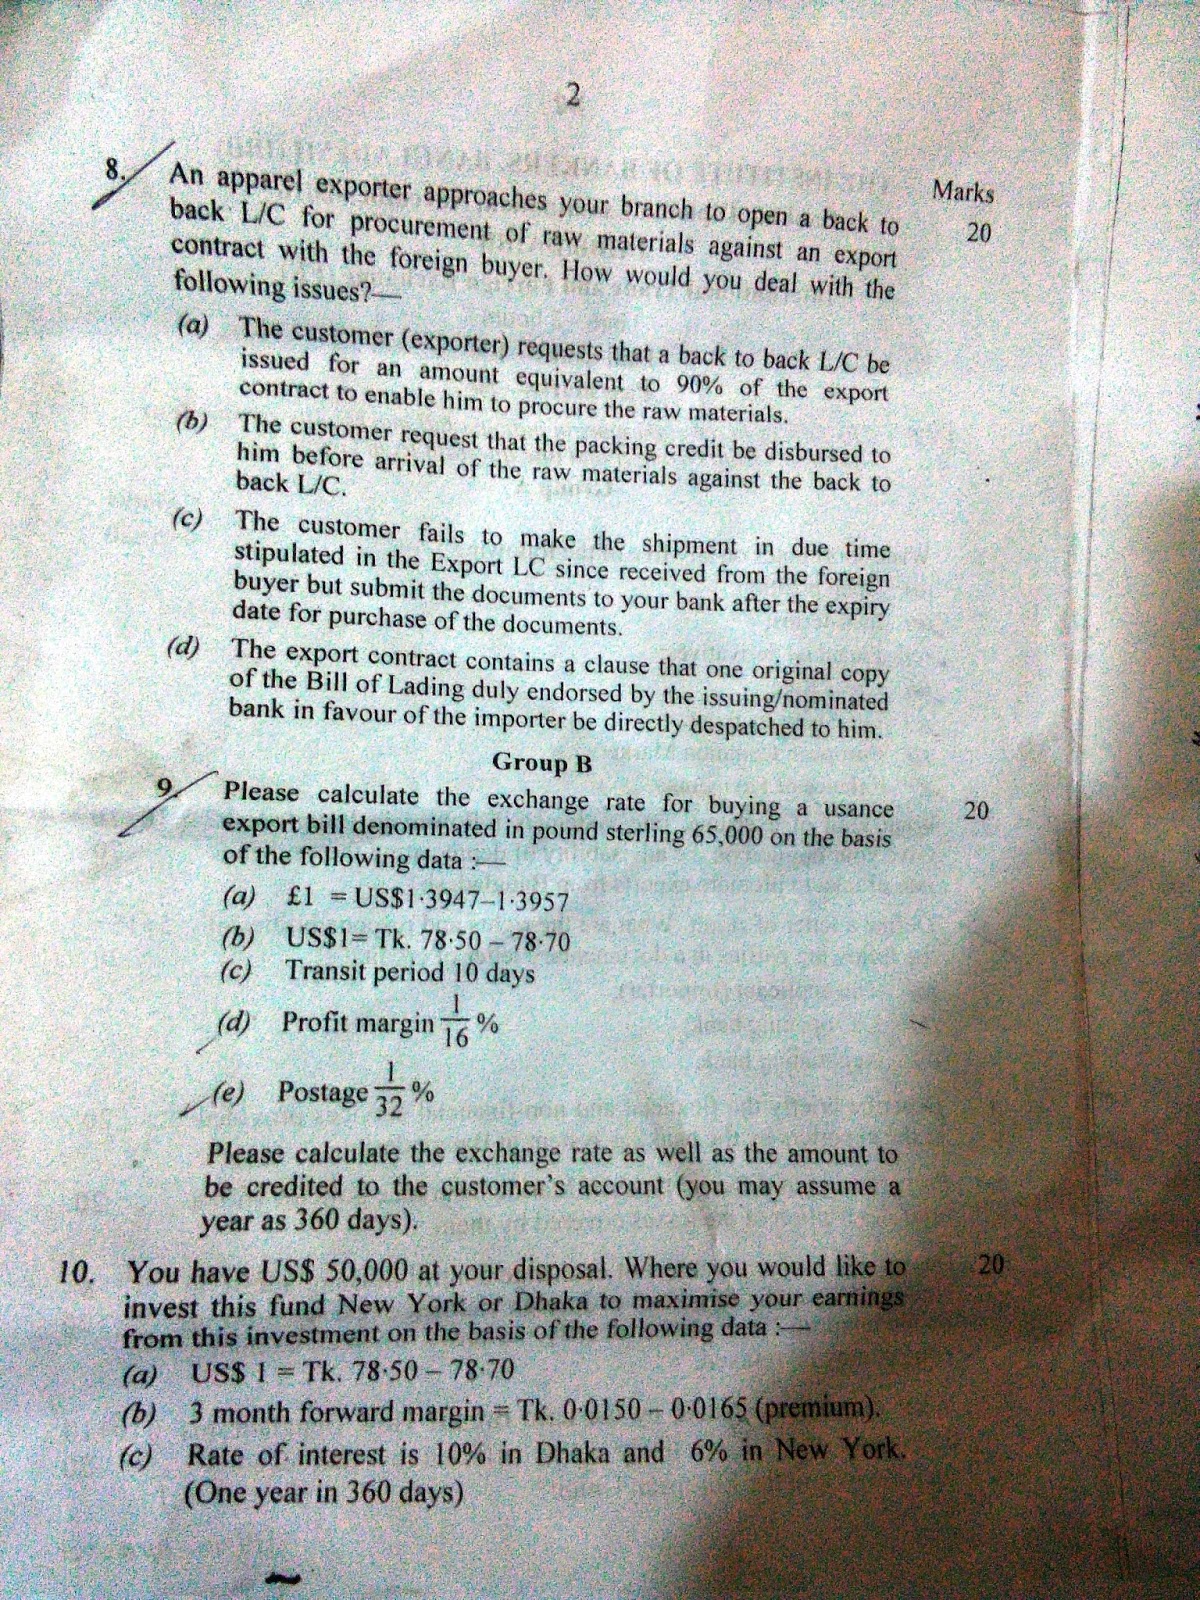 2
Marks
8. An apparel exporter approaches your branch to open a back to 20
back L/C for procurement of raw materials against an export
contract with the foreign buyer. How would you deal with the
following issues?—
(a) The customer (exporter) requests that a back to back L/C be
issued for an amount equivalent to 90% of the export
contract to enable him to procure the raw materials.
(b) The customer request that the packing credit be disbursed to
him before arrival of the raw materials against the back to
back L/C.
(c) The customer fails to make the shipment in due time
stipulated in the Export LC since received from the foreign
buyer but submit the documents to your bank after the expiry
date for purchase of the documents.
(d) The export contract contains a clause that one original copy
of the Bill of Lading duly endorsed by the issuing/nominated
bank in favour of the importer be directly despatched to him.
Group B
9. Please calculate the exchange rate for buying a usance 20
export bill denominated in pound sterling 65,000 on the basis
of the following data :—
(a) £1 = US$1·3947–1·3957
(b) US$1= Tk. 78·50 – 78·70
(c) Transit period 10 days
(d) Profit margin 1/16 %
(e) Postage 1/32 %
Please calculate the exchange rate as well as the amount to
be credited to the customer's account (you may assume a
year as 360 days).
10. You have US$ 50,000 at your disposal. Where you would like to 20
invest this fund New York or Dhaka to maximise your earnings
from this investment on the basis of the following data :—
(a) US$ 1 = Tk. 78·50 – 78·70
(b) 3 month forward margin = Tk. 0·0150 – 0·0165 (premium).
(c) Rate of interest is 10% in Dhaka and 6% in New York.
(One year in 360 days)